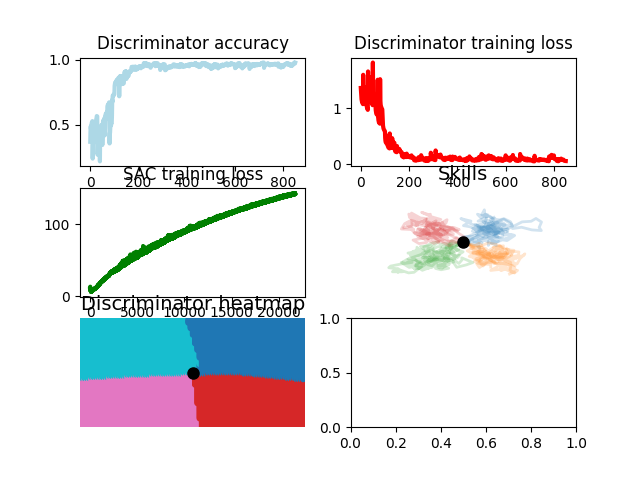 Discriminator accuracy
1.0
0.5
0 200 400 600 800
Discriminator training loss
1
0
0 200 400 600 800
SAC training loss
100
0
0 5000 10000 15000 20000
Skills
Discriminator heatmap
1.0
0.5
0.0
0.0 0.2 0.4 0.6 0.8 1.0